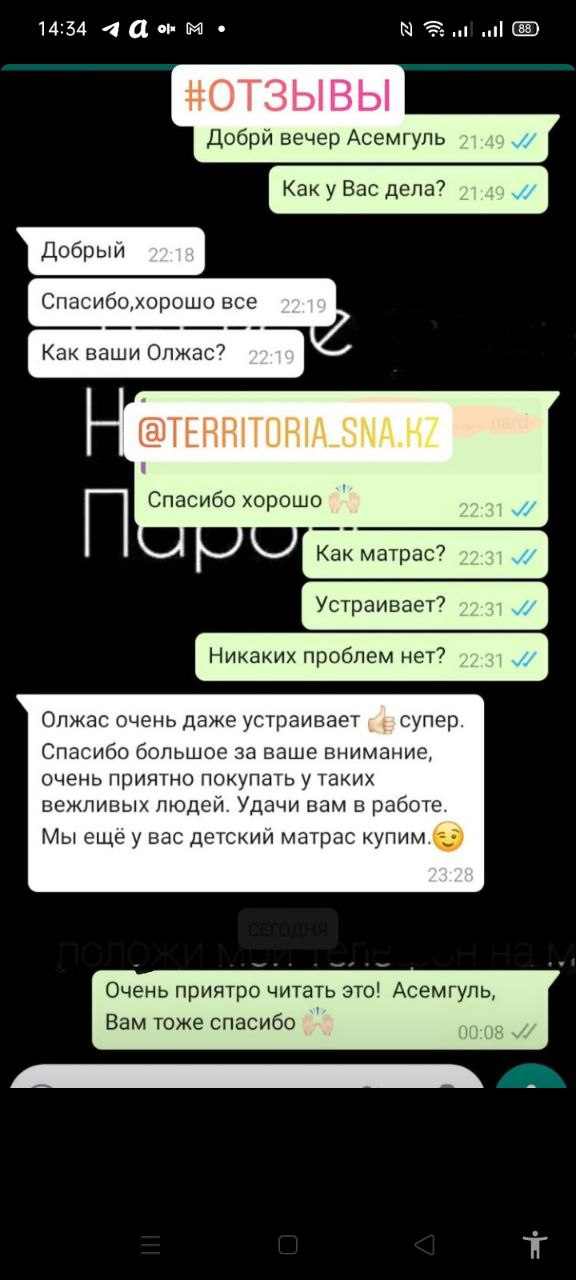 14:34
88
#ОТЗЫВЫ
Добрй вечер Асемгуль 21:49
Как у Вас дела? 21:49
Добрый 22:18
Спасибо,хорошо все 22:19
Как ваши Олжас? 22:19
@TERRITORIA_SNA.KZ
Спасибо хорошо 🙌🏻 22:31
Как матрас? 22:31
Устраивает? 22:31
Никаких проблем нет? 22:31
Олжас очень даже устраивает 👍🏻супер.
Спасибо большое за ваше внимание,
очень приятно покупать у таких
вежливых людей. Удачи вам в работе.
Мы ещё у вас детский матрас купим.😉
23:28
СЕГОДНЯ
положи мой телефон на м
Очень приятро читать это! Асемгуль,
Вам тоже спасибо 🙌🏻 00:08